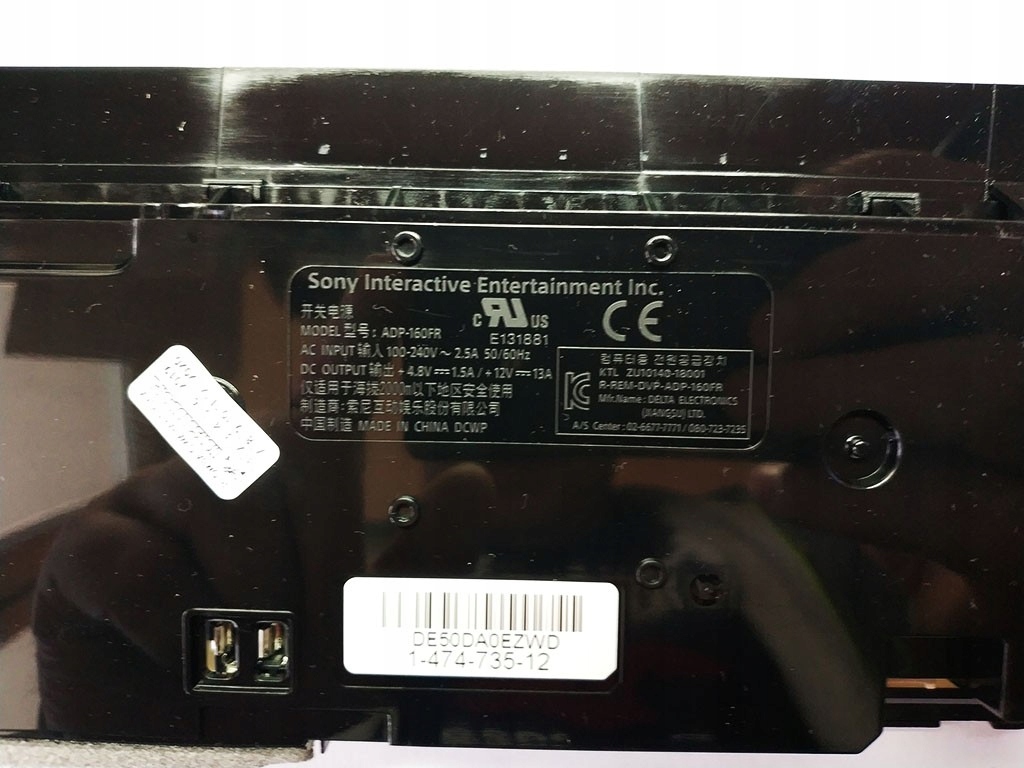 Sony Interactive Entertainment Inc.
开关电源
MODEL 型号: ADP-160FR
c RU US
E131881
CE
AC INPUT 输入 100-240V ~ 2.5A 50/60Hz
DC OUTPUT 输出 +4.8V ⎓ 1.5A / +12V ⎓ 13A
仅适用于海拔2000m以下地区安全使用
制造商:索尼互动娱乐股份有限公司
中国制造 MADE IN CHINA DCWP
컴퓨터용 전원공급장치
KTL ZU10140-18001
R-REM-DVP-ADP-160FR
Mfr.Name: DELTA ELECTRONICS
(JIANGSU) LTD.
A/S Center: 02-6677-7771 / 080-723-7235
DE50DA0EZWD
1-474-735-12